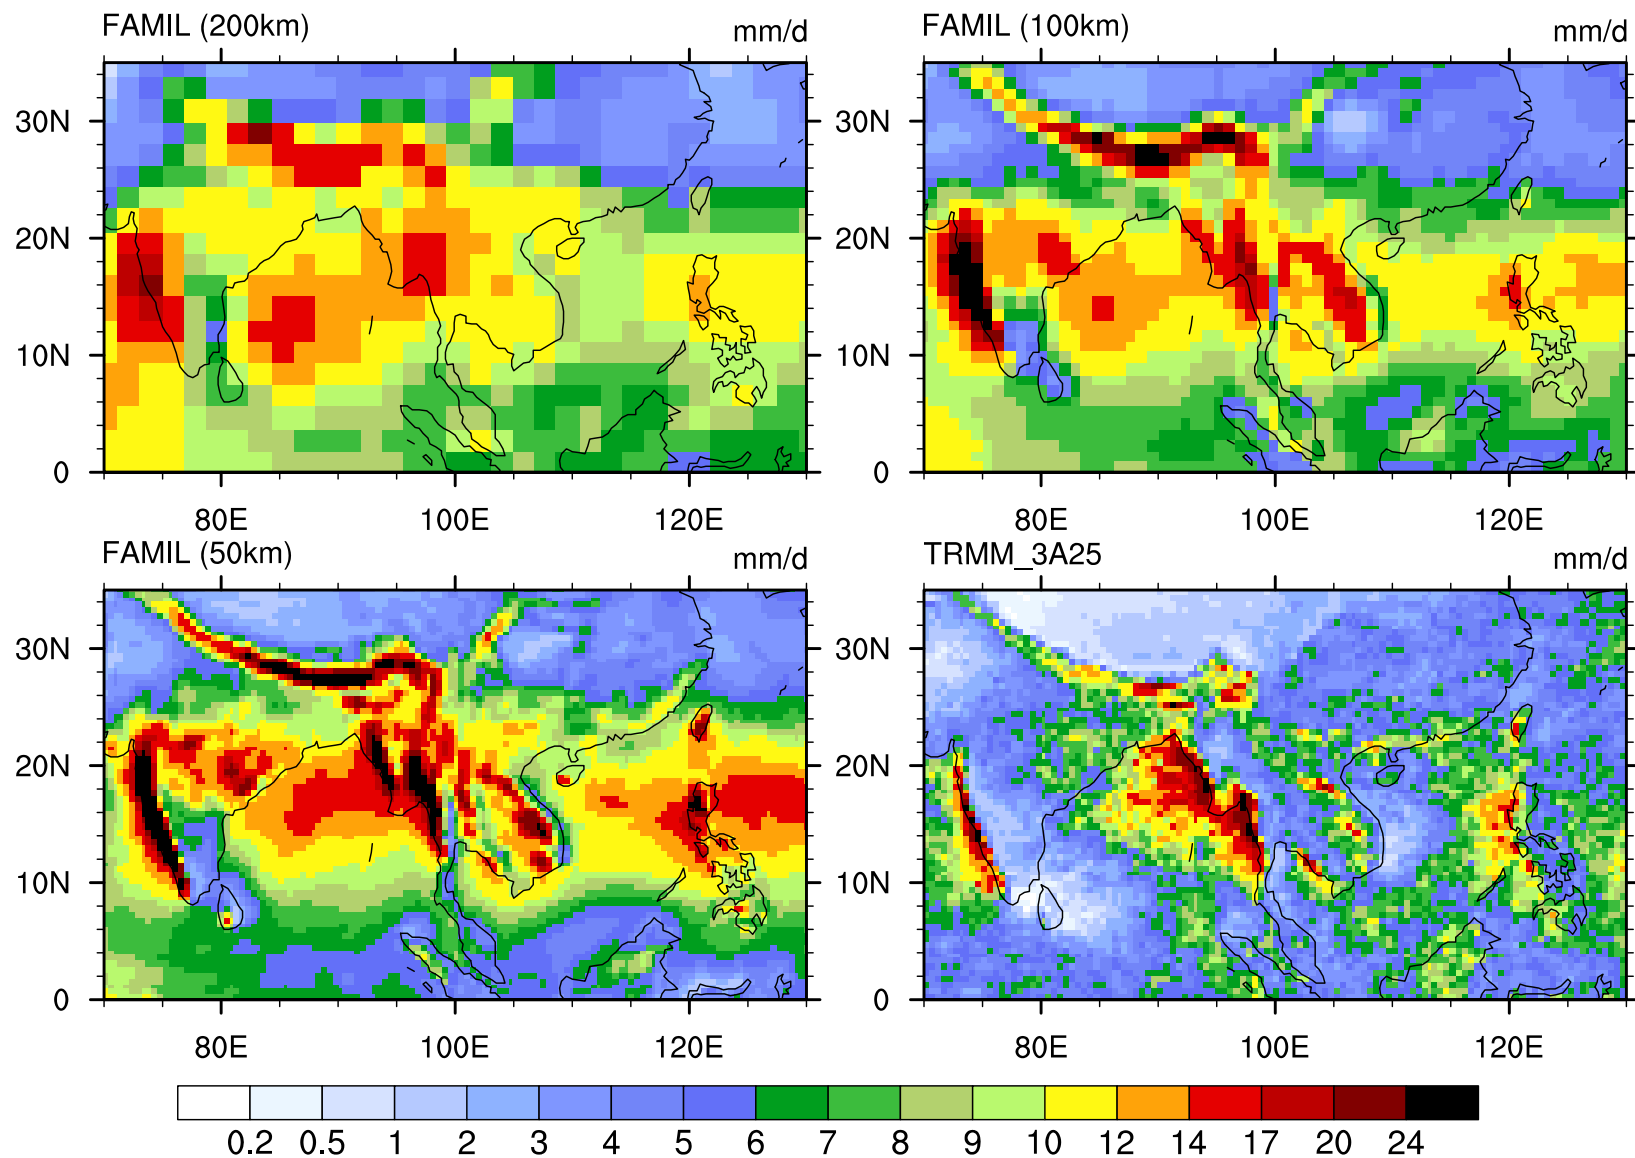 FAMIL (200km) mm/d
30N
20N
10N
0
80E 100E 120E
FAMIL (100km) mm/d
30N
20N
10N
0
80E 100E 120E
FAMIL (50km) mm/d
30N
20N
10N
0
80E 100E 120E
TRMM_3A25 mm/d
30N
20N
10N
0
80E 100E 120E
0.2 0.5 1 2 3 4 5 6 7 8 9 10 12 14 17 20 24